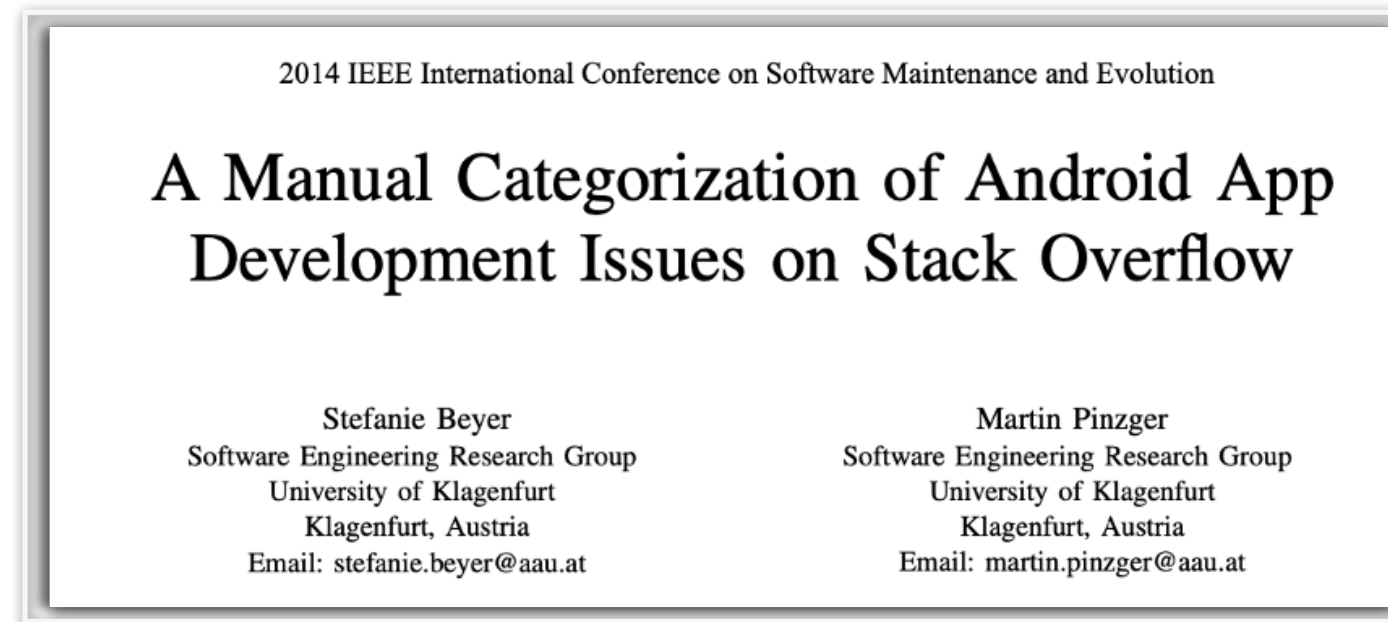 2014 IEEE International Conference on Software Maintenance and Evolution
A Manual Categorization of Android App
Development Issues on Stack Overflow
Stefanie Beyer
Software Engineering Research Group
University of Klagenfurt
Klagenfurt, Austria
Email: stefanie.beyer@aau.at
Martin Pinzger
Software Engineering Research Group
University of Klagenfurt
Klagenfurt, Austria
Email: martin.pinzger@aau.at